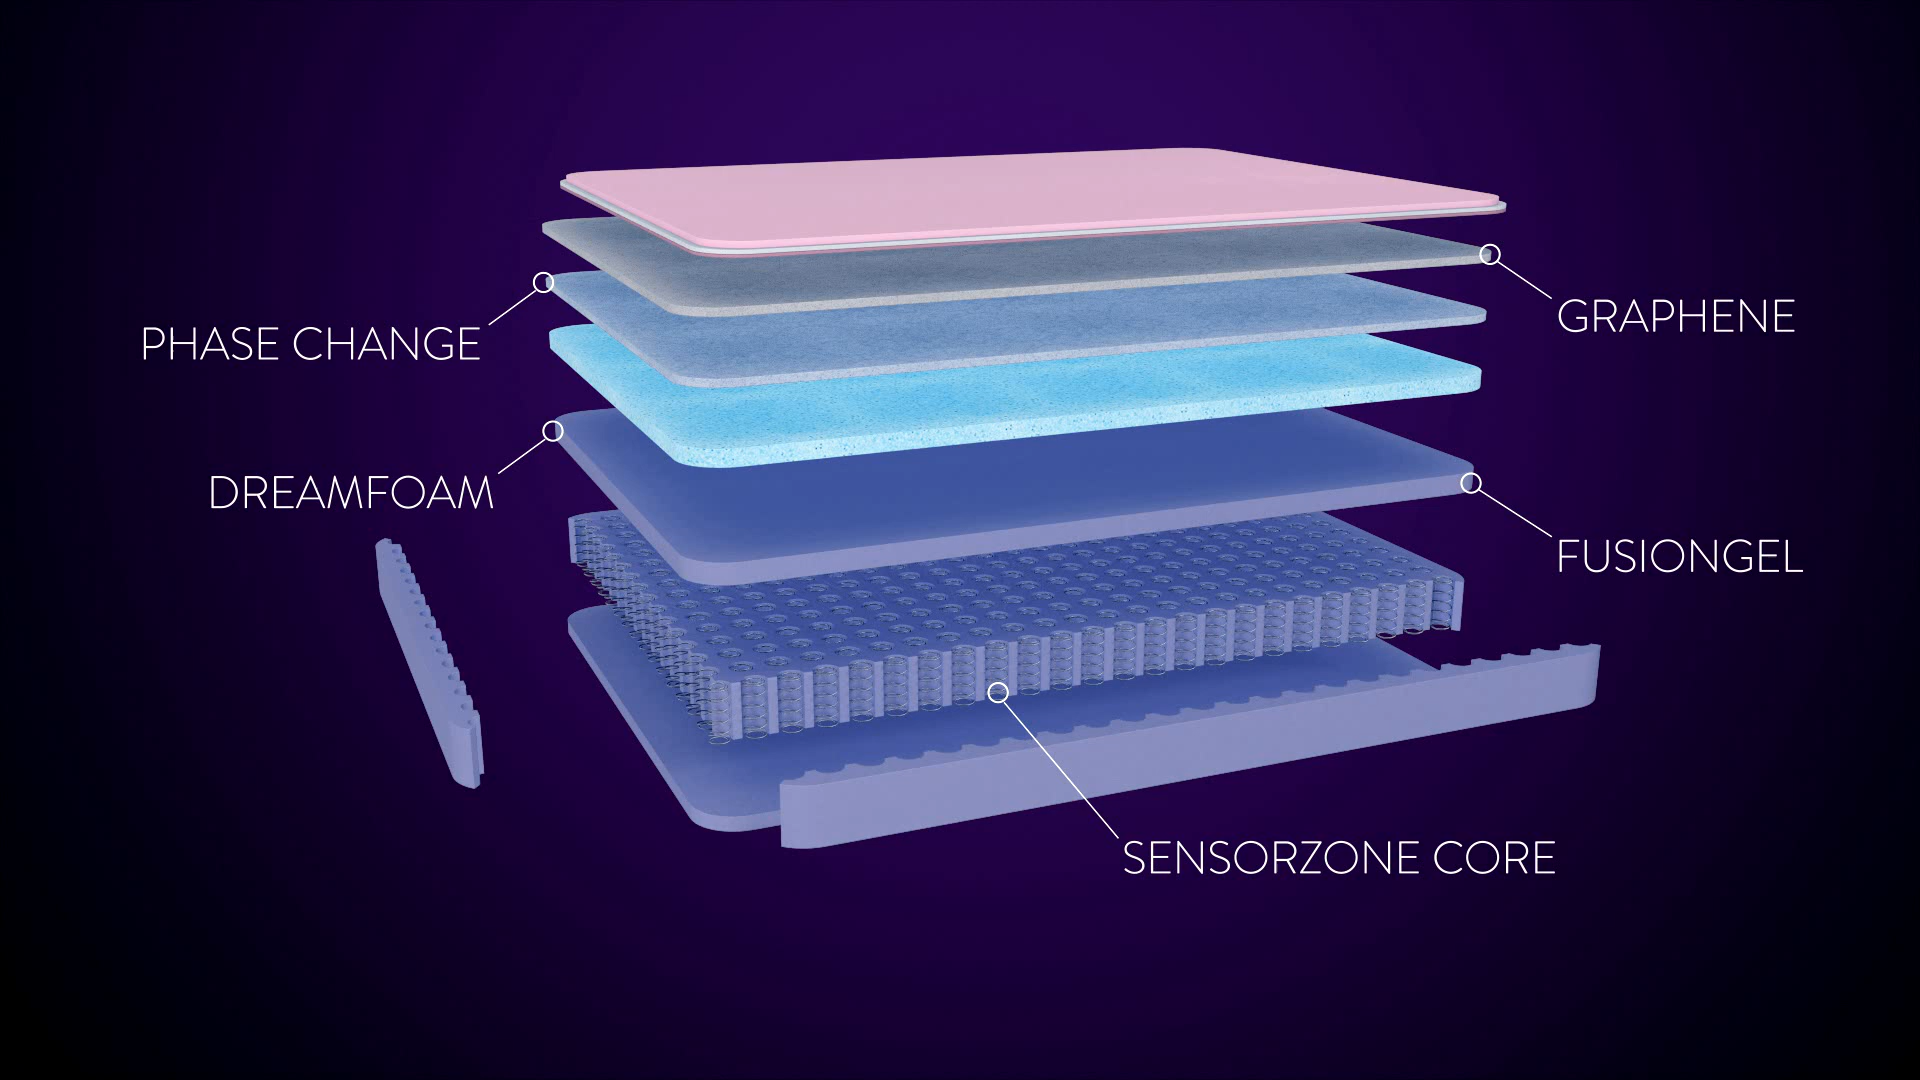 GRAPHENE
PHASE CHANGE
DREAMFOAM
FUSIONGEL
SENSORZONE CORE